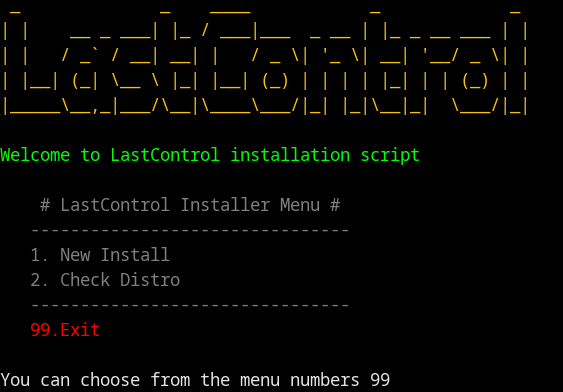 LastControl
Welcome to LastControl installation script
# LastControl Installer Menu #
--------------------------------
1. New Install
2. Check Distro
--------------------------------
99.Exit
You can choose from the menu numbers 99